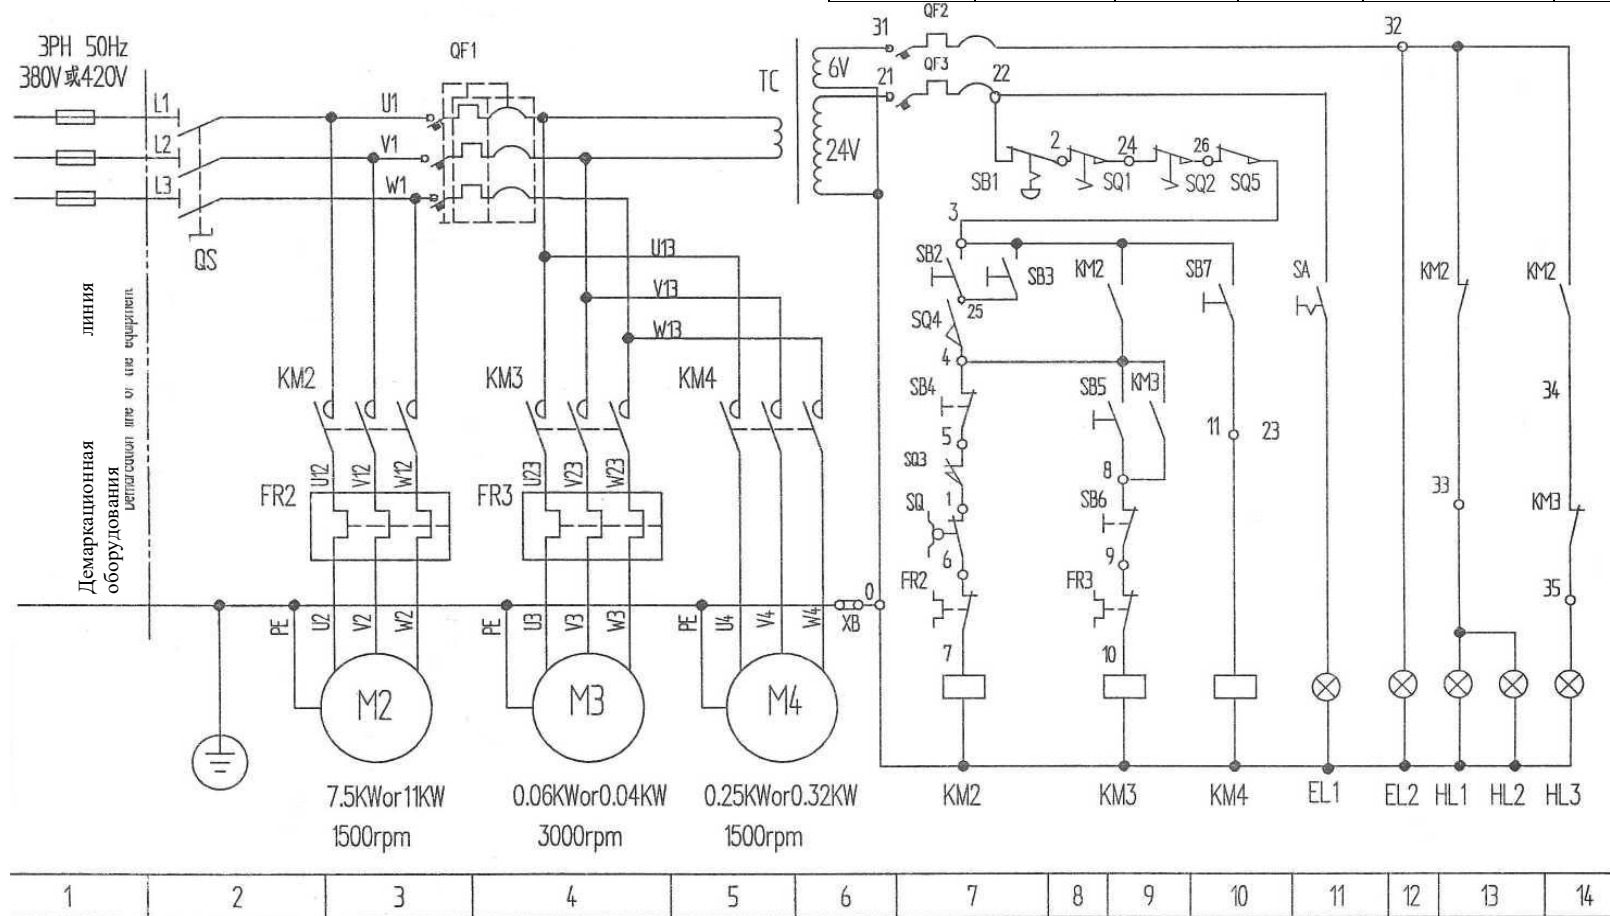 3PH 50Hz
380V或420V
QF1
TC
L1
L2
L3
QS
U1
V1
W1
31
QF2
32
6V
21
QF3
22
24V
SB1
2
SQ1
24
SQ2
26
SQ5
3
U13
V13
W13
SB2
SB3
KM2
SB7
SA
KM2
KM2
25
SQ4
4
Демаркационная линия
оборудования
Demarcation line of the equipment
KM2
KM3
KM4
SB4
SB5
KM3
34
5
11
23
U12
V12
W12
U23
V23
W23
SQ3
8
33
FR2
FR3
SQ
1
SB6
KM3
6
9
FR2
FR3
35
0
XB
PE
U2
V2
W2
PE
U3
V3
W3
PE
U4
V4
W4
7
10
M2
M3
M4
7.5KWor11KW
1500rpm
0.06KWor0.04KW
3000rpm
0.25KWor0.32KW
1500rpm
KM2
KM3
KM4
EL1
EL2
HL1
HL2
HL3
1 2 3 4 5 6 7 8 9 10 11 12 13 14